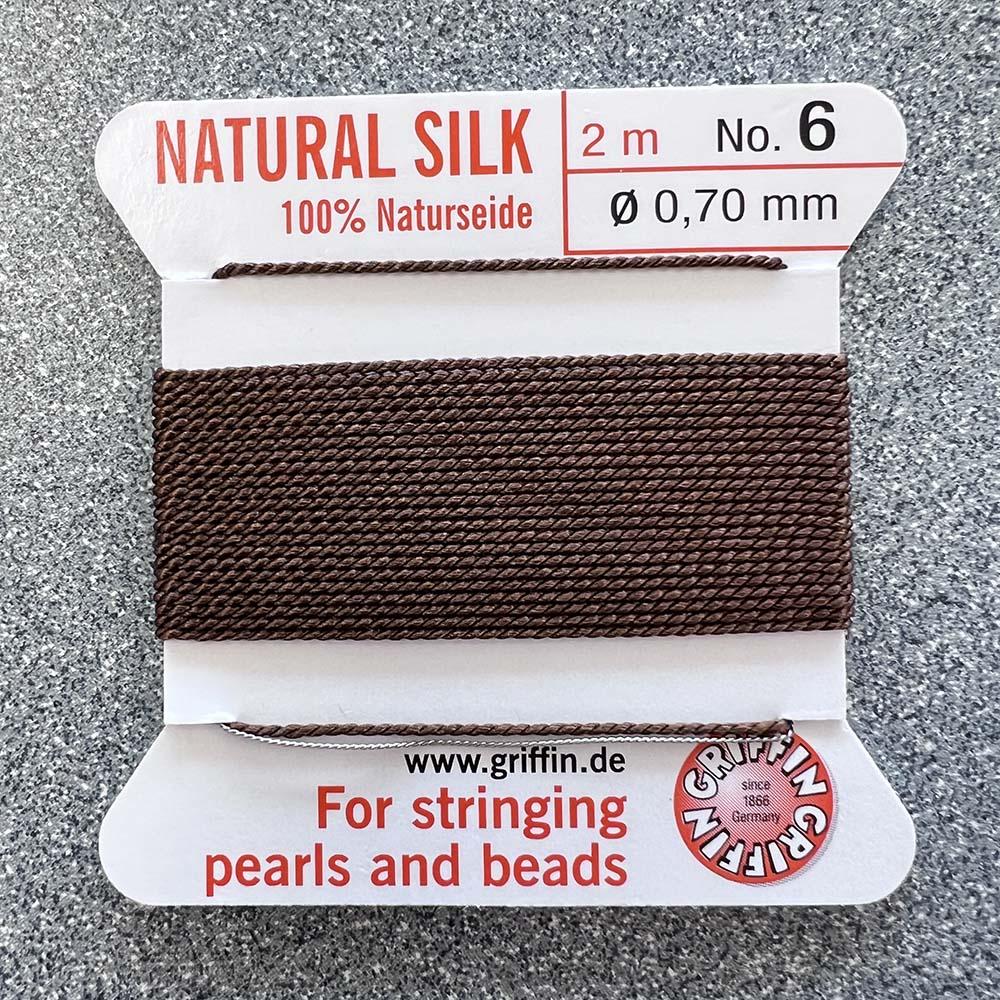 NATURAL SILK
100% Naturseide
2 m No. 6
Ø 0,70 mm
www.griffin.de
For stringing
pearls and beads
GRIFFIN GRIFFIN
since
1866
Germany